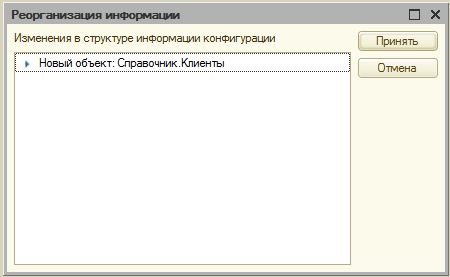 Реорганизация информации
Изменения в структуре информации конфигурации
Принять
Новый объект: Справочник.Клиенты
Отмена